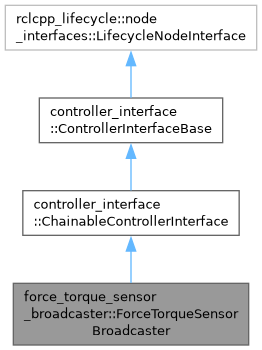 rclcpp_lifecycle::node
_interfaces::LifecycleNodeInterface
controller_interface
::ControllerInterfaceBase
controller_interface
::ChainableControllerInterface
force_torque_sensor
_broadcaster::ForceTorqueSensor
Broadcaster